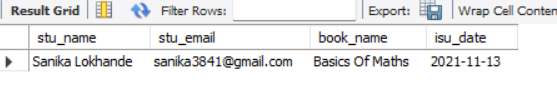 Result Grid Filter Rows: Export: Wrap Cell Conten
stu_name stu_email book_name isu_date
Sanika Lokhande sanika3841@gmail.com Basics Of Maths 2021-11-13